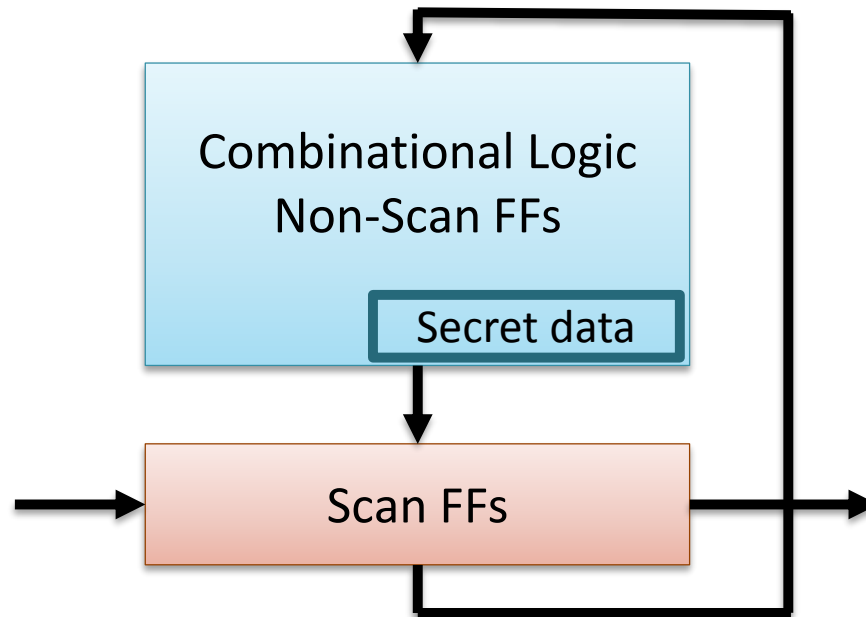 Combinational Logic
Non-Scan FFs
Secret data
Scan FFs